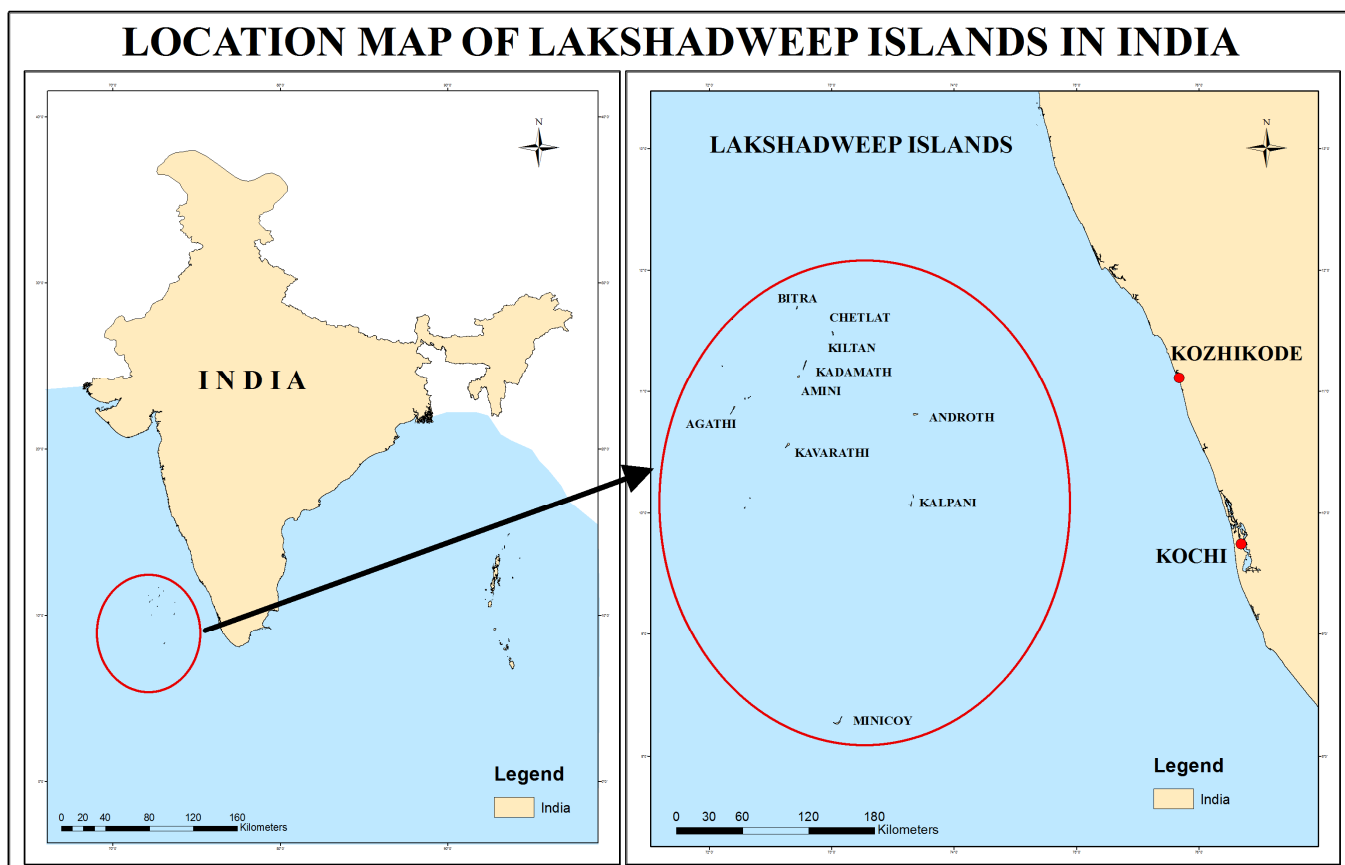 LOCATION MAP OF LAKSHADWEEP ISLANDS IN INDIA
N
INDIA
Legend
India
0 20 40 80 120 160
Kilometers
N
LAKSHADWEEP ISLANDS
BITRA
CHETLAT
KILTAN
KADAMATH
AMINI
AGATHI
ANDROTH
KAVARATHI
KALPANI
MINICOY
KOZHIKODE
KOCHI
Legend
India
0 30 60 120 180
Kilometers